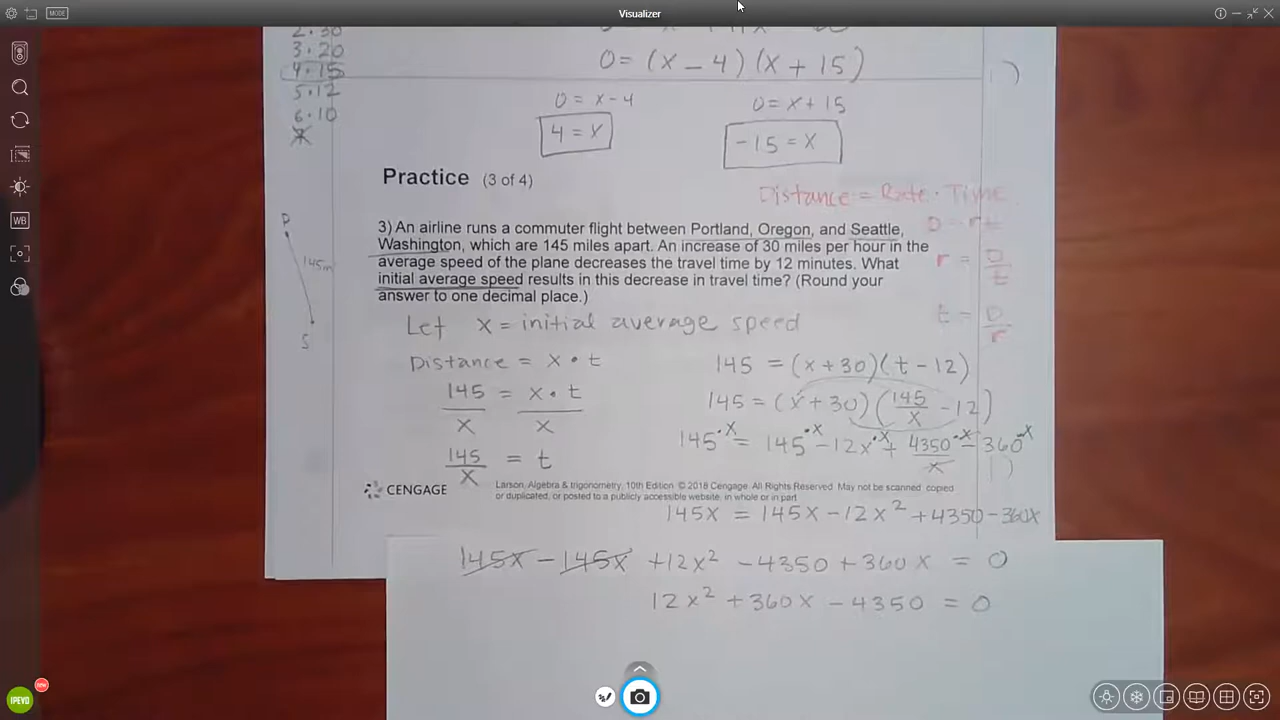 MODE
Visualizer
2·30
3·20
4·15
5·12
6·10
0 = (x - 4)(x + 15)
0 = x - 4
0 = x + 15
4 = x
-15 = x
Practice (3 of 4)
Distance = Rate · Time
D = rt
r = D/t
t = D/r
P
145m
S
3) An airline runs a commuter flight between Portland, Oregon, and Seattle,
Washington, which are 145 miles apart. An increase of 30 miles per hour in the
average speed of the plane decreases the travel time by 12 minutes. What
initial average speed results in this decrease in travel time? (Round your
answer to one decimal place.)
Let x = initial average speed
Distance = x · t
145/x = x · t/x
145/x = t
145 = (x + 30)(t - 12)
145 = (x + 30)(145/x - 12)
145·x = 145·x - 12x·x + 4350/x·x - 360·x
CENGAGE
Larson, Algebra & trigonometry, 10th Edition. © 2018 Cengage. All Rights Reserved. May not be scanned, copied
or duplicated, or posted to a publicly accessible website, in whole or in part.
145x = 145x - 12x² + 4350 - 360x
145x - 145x + 12x² - 4350 + 360x = 0
12x² + 360x - 4350 = 0
WB
IPEVO